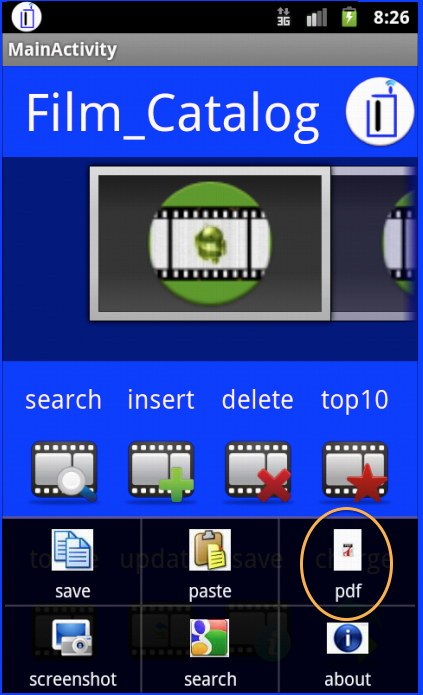 3G 8:26
MainActivity
Film_Catalog
search insert delete top10
save paste pdf
screenshot search about